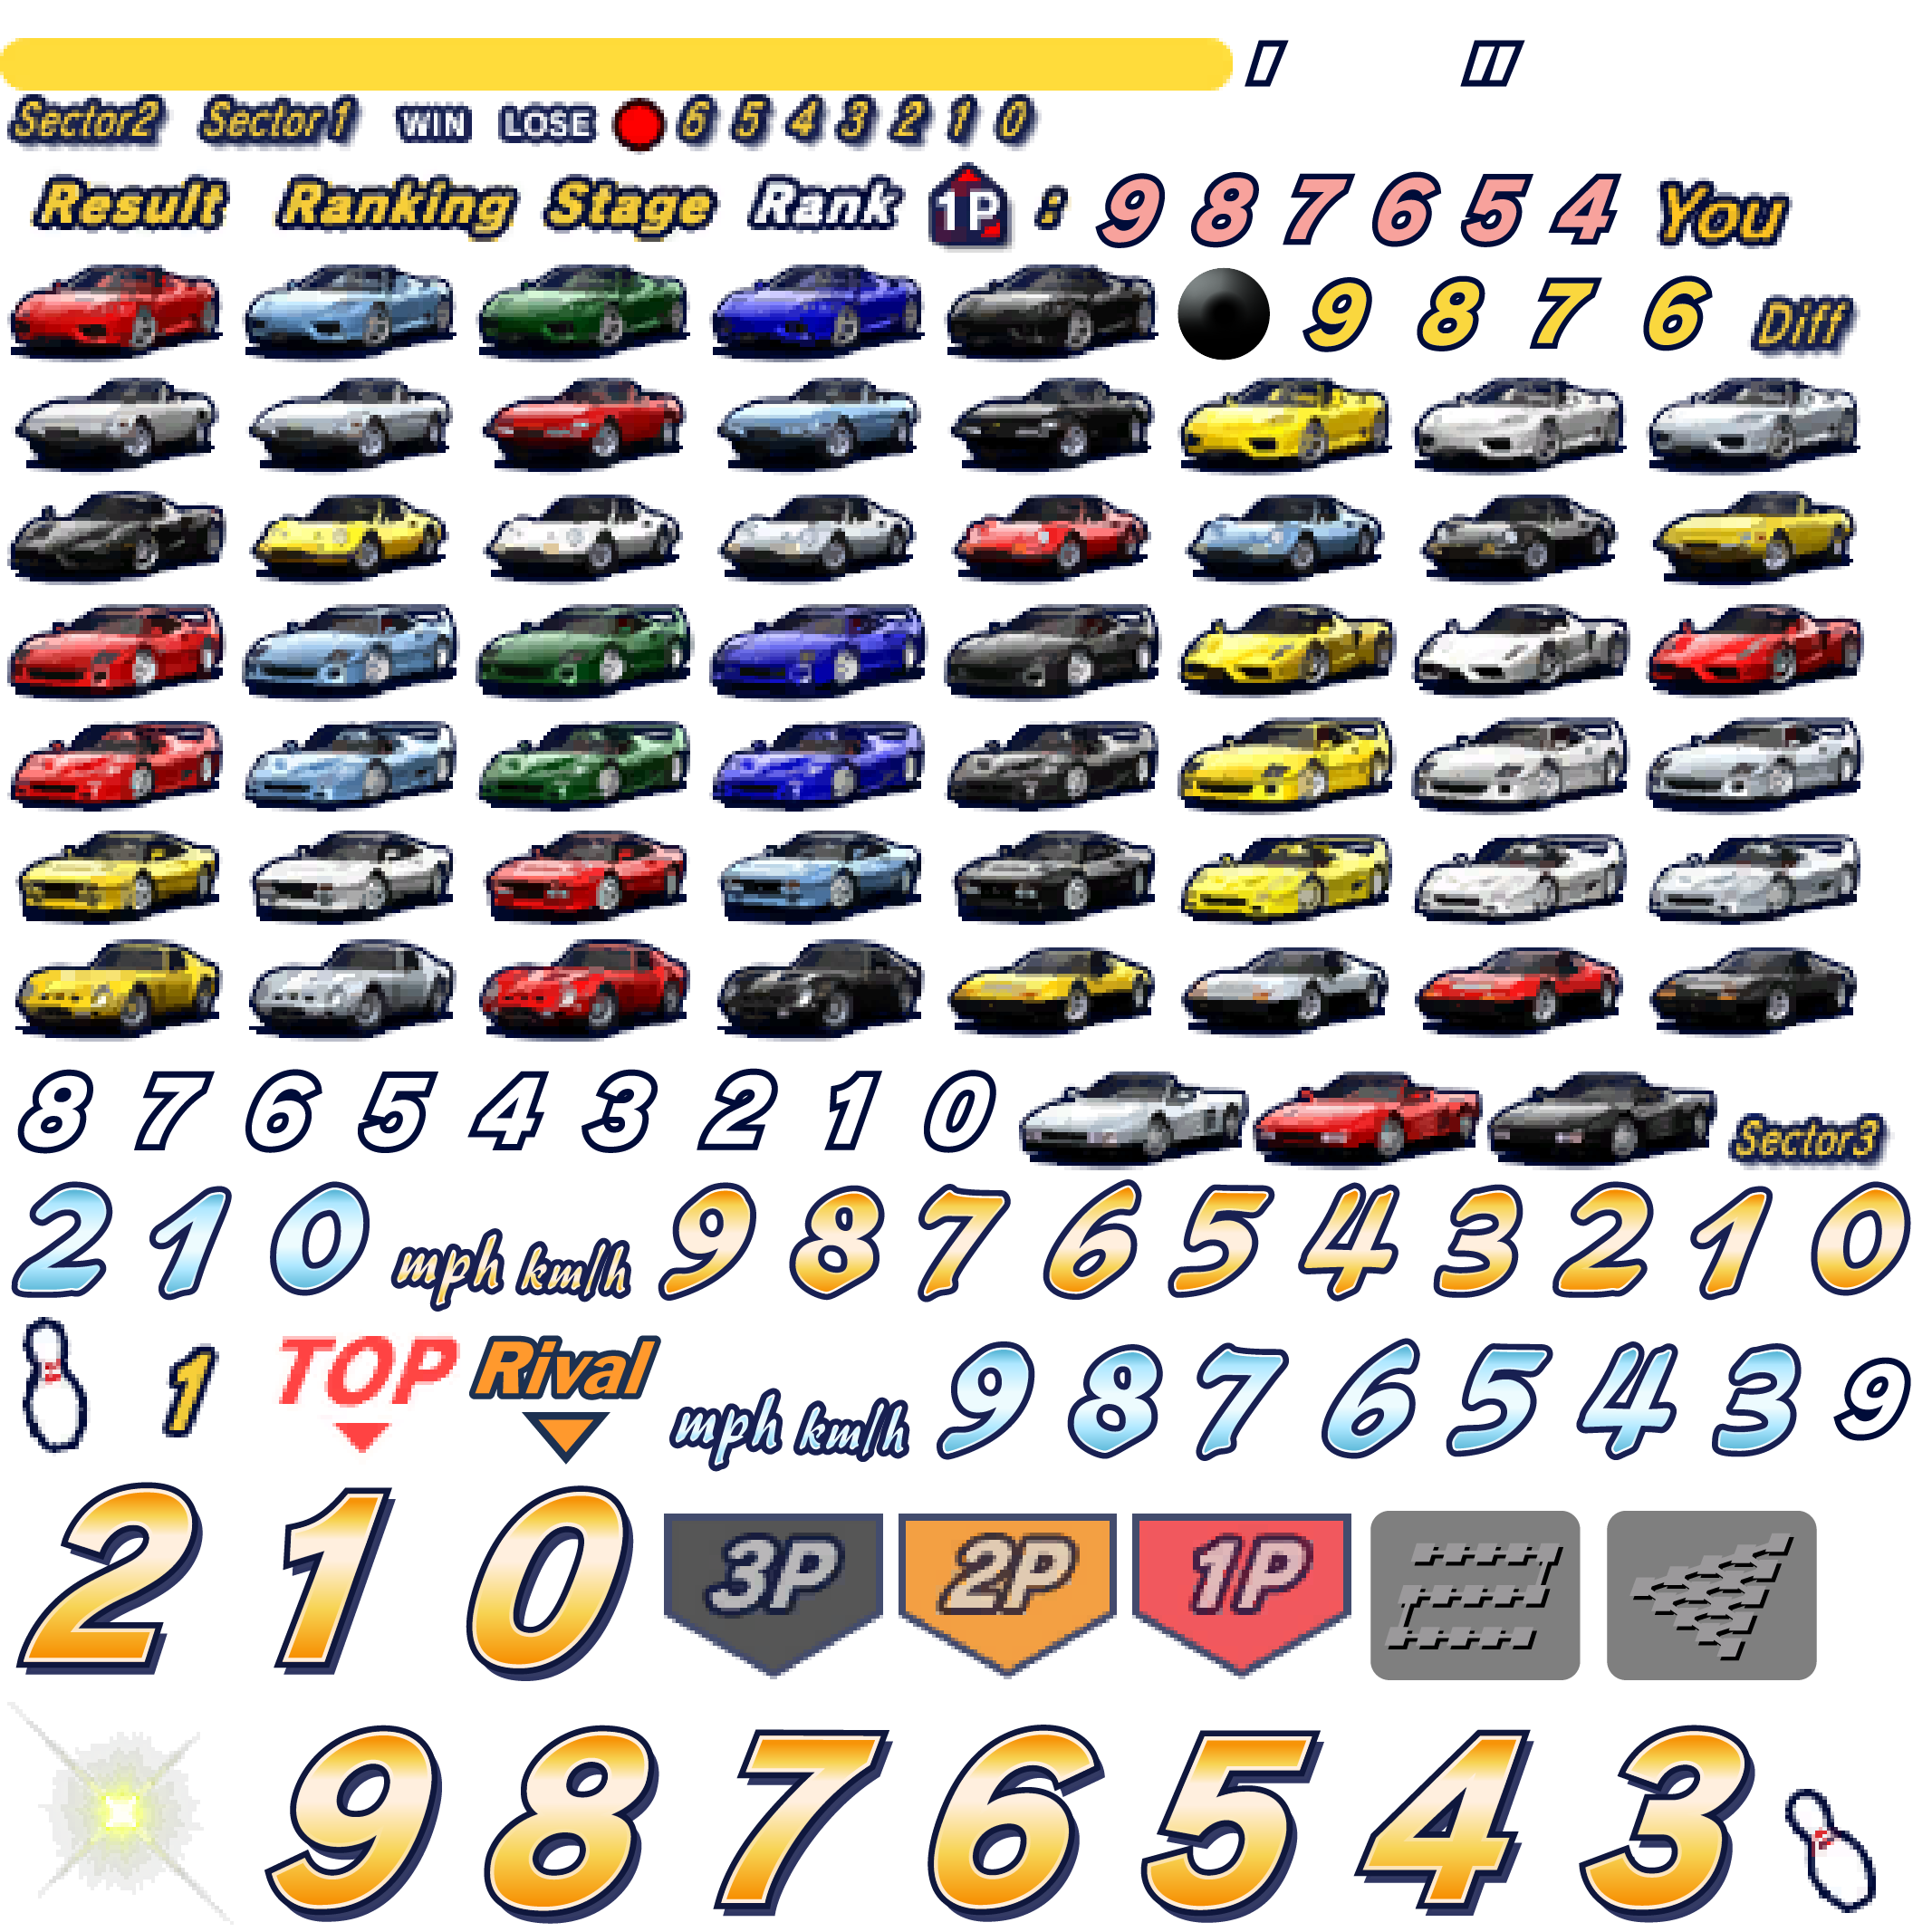 I II
Sector2 Sector1 WIN LOSE 6 5 4 3 2 1 0
Result Ranking Stage Rank 1P : 9 8 7 6 5 4 You
9 8 7 6 Diff
8 7 6 5 4 3 2 1 0 Sector3
2 1 0 mph km/h 9 8 7 6 5 4 3 2 1 0
1 TOP Rival mph km/h 9 8 7 6 5 4 3 9
2 1 0 3P 2P 1P
9 8 7 6 5 4 3